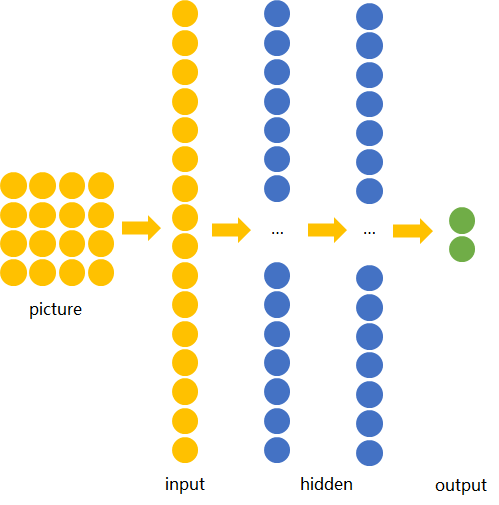 ...
...
picture
input
hidden
output